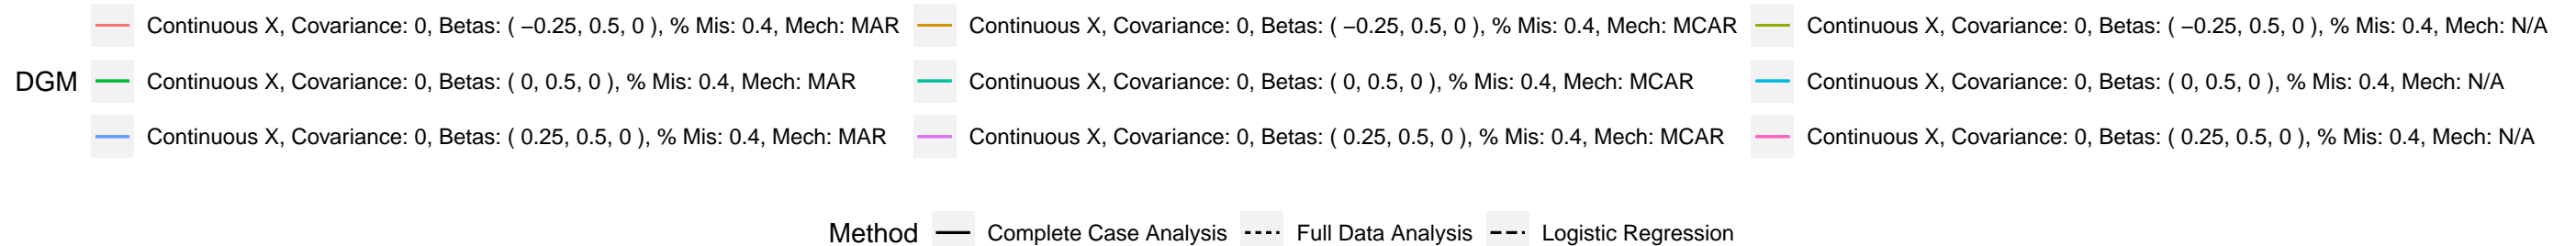 Continuous X, Covariance: 0, Betas: ( −0.25, 0.5, 0 ), % Mis: 0.4, Mech: MAR Continuous X, Covariance: 0, Betas: ( −0.25, 0.5, 0 ), % Mis: 0.4, Mech: MCAR Continuous X, Covariance: 0, Betas: ( −0.25, 0.5, 0 ), % Mis: 0.4, Mech: N/A
DGM Continuous X, Covariance: 0, Betas: ( 0, 0.5, 0 ), % Mis: 0.4, Mech: MAR Continuous X, Covariance: 0, Betas: ( 0, 0.5, 0 ), % Mis: 0.4, Mech: MCAR Continuous X, Covariance: 0, Betas: ( 0, 0.5, 0 ), % Mis: 0.4, Mech: N/A
Continuous X, Covariance: 0, Betas: ( 0.25, 0.5, 0 ), % Mis: 0.4, Mech: MAR Continuous X, Covariance: 0, Betas: ( 0.25, 0.5, 0 ), % Mis: 0.4, Mech: MCAR Continuous X, Covariance: 0, Betas: ( 0.25, 0.5, 0 ), % Mis: 0.4, Mech: N/A
Method Complete Case Analysis Full Data Analysis Logistic Regression